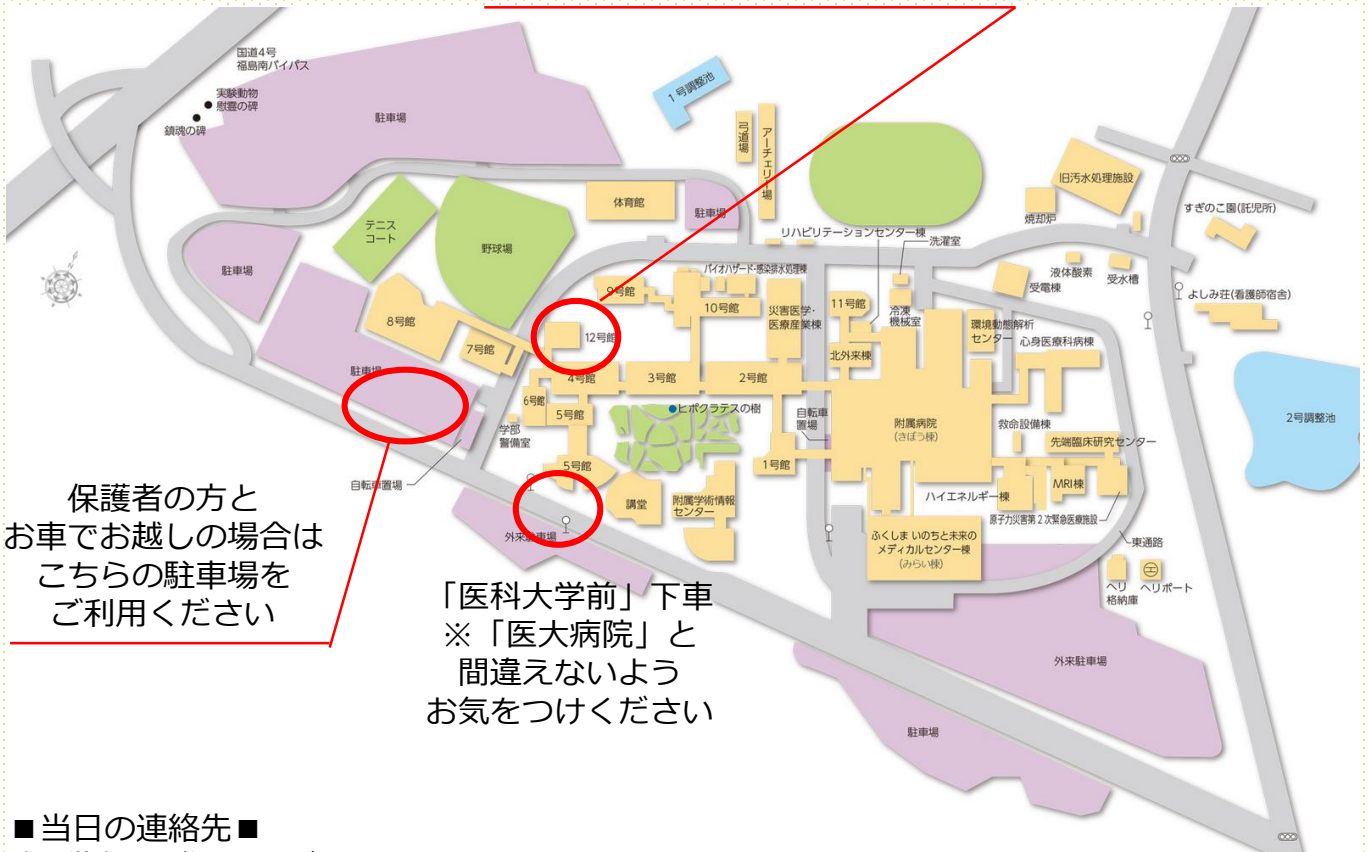 国道4号
福島南バイパス
実験動物
慰霊の碑
鎮魂の碑
駐車場
1号調整池
弓道場
アーチェリー場
旧汚水処理施設
焼却炉
すぎのこ園(託児所)
体育館
駐車場
テニス
コート
野球場
リハビリテーションセンター棟
洗濯室
駐車場
バイオハザード・感染排水処理棟
液体酸素
受水槽
受電棟
よしみ荘(看護師宿舎)
9号館
10号館
災害医学・
医療産業棟
11号館
冷凍
機械室
8号館
12号館
環境動態解析
センター
心身医療科病棟
7号館
北外来棟
駐車場
4号館
3号館
2号館
6号館
5号館
ヒポクラテスの樹
自転車
置場
附属病院
(きぼう棟)
救命設備棟
2号調整池
学部
警備室
先端臨床研究センター
5号館
1号館
自転車置場
講堂
附属学術情報
センター
ハイエネルギー棟
MRI棟
原子力災害第2次緊急医療施設
外来駐車場
ふくしま いのちと未来の
メディカルセンター棟
(みらい棟)
東通路
ヘリ
格納庫
ヘリポート
外来駐車場
駐車場
保護者の方と
お車でお越しの場合は
こちらの駐車場を
ご利用ください
「医科大学前」下車
※「医大病院」と
間違えないよう
お気をつけください
■当日の連絡先■